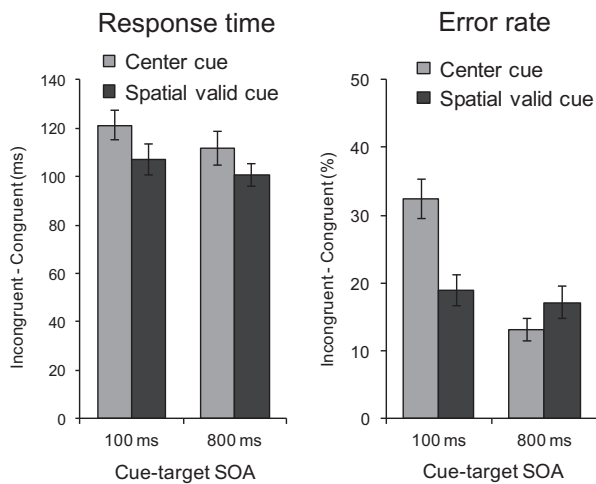 Response time
Center cue
Spatial valid cue
Incongruent - Congruent (ms)
140
120
100
80
60
40
20
0
100 ms
800 ms
Cue-target SOA
Error rate
Center cue
Spatial valid cue
Incongruent - Congruent (%)
50
40
30
20
10
0
100 ms
800 ms
Cue-target SOA